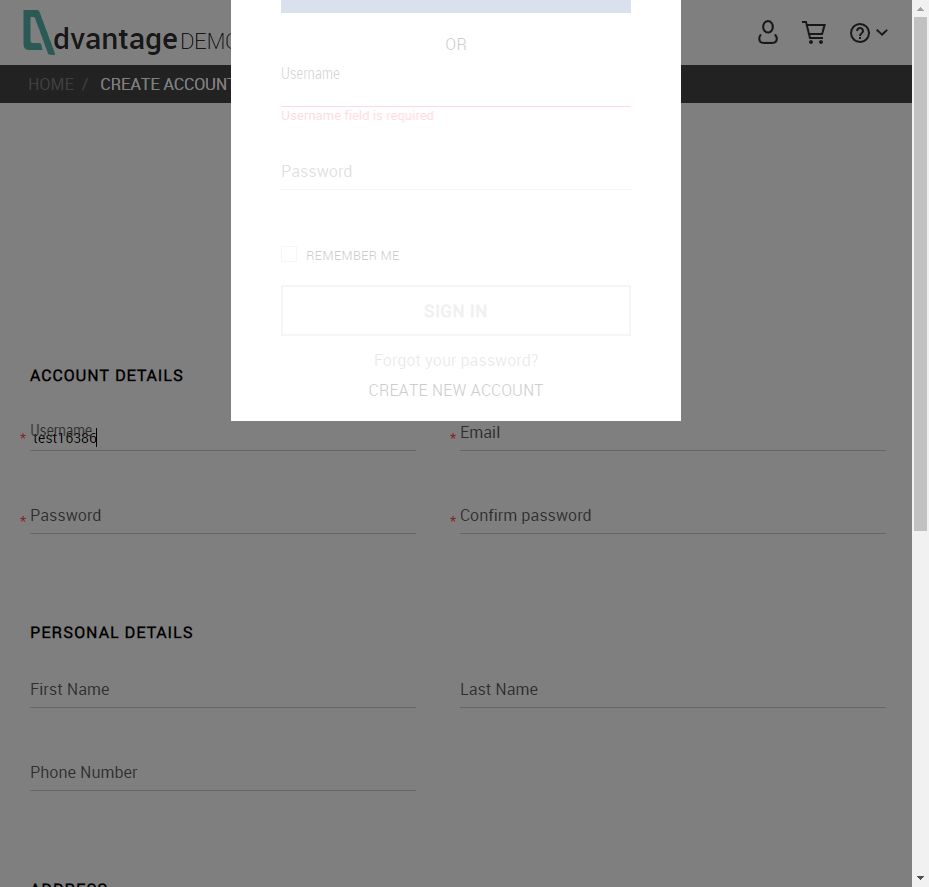 dvantage DEMO
OR
HOME / CREATE ACCOUNT
Username
Username field is required
Password
REMEMBER ME
SIGN IN
Forgot your password?
CREATE NEW ACCOUNT
ACCOUNT DETAILS
* Username
test16386
* Email
* Password
* Confirm password
PERSONAL DETAILS
First Name
Last Name
Phone Number
ADDRESS